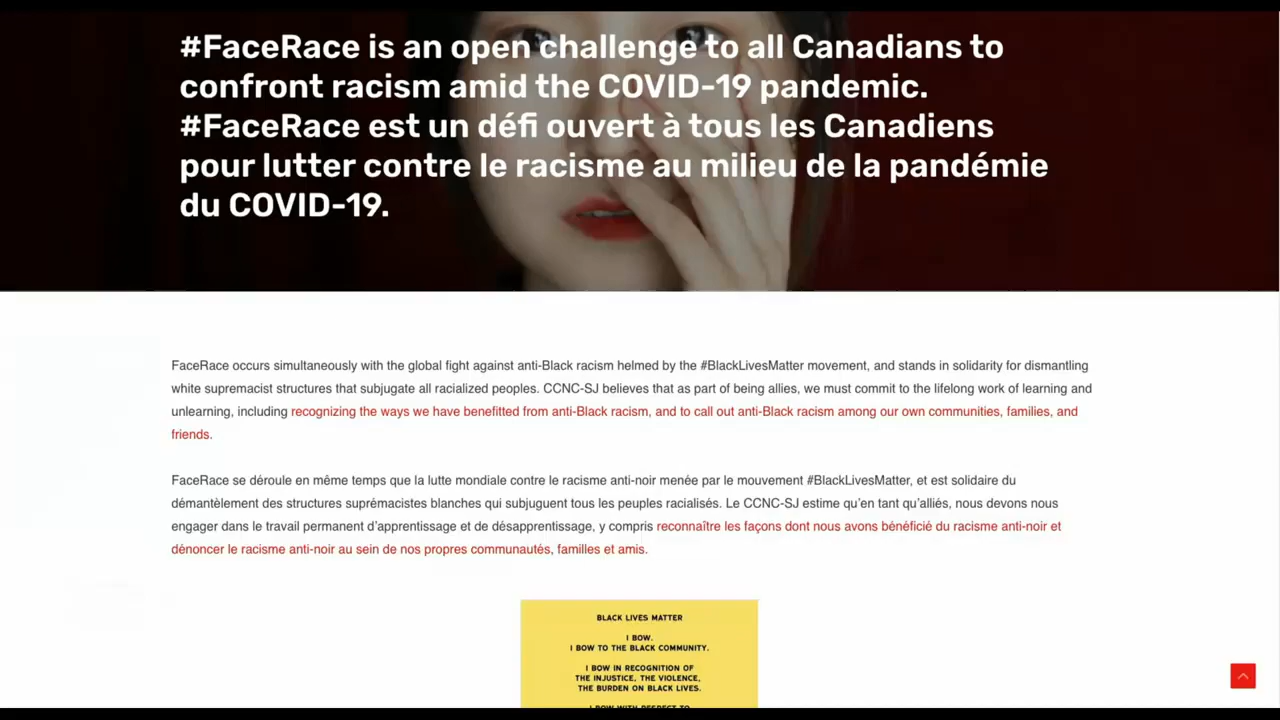 #FaceRace is an open challenge to all Canadians to
confront racism amid the COVID-19 pandemic.
#FaceRace est un défi ouvert à tous les Canadiens
pour lutter contre le racisme au milieu de la pandémie
du COVID-19.
FaceRace occurs simultaneously with the global fight against anti-Black racism helmed by the #BlackLivesMatter movement, and stands in solidarity for dismantling
white supremacist structures that subjugate all racialized peoples. CCNC-SJ believes that as part of being allies, we must commit to the lifelong work of learning and
unlearning, including recognizing the ways we have benefitted from anti-Black racism, and to call out anti-Black racism among our own communities, families, and
friends.
FaceRace se déroule en même temps que la lutte mondiale contre le racisme anti-noir menée par le mouvement #BlackLivesMatter, et est solidaire du
démantèlement des structures suprémacistes blanches qui subjuguent tous les peuples racialisés. Le CCNC-SJ estime qu'en tant qu'alliés, nous devons nous
engager dans le travail permanent d'apprentissage et de désapprentissage, y compris reconnaître les façons dont nous avons bénéficié du racisme anti-noir et
dénoncer le racisme anti-noir au sein de nos propres communautés, familles et amis.
BLACK LIVES MATTER
I BOW.
I BOW TO THE BLACK COMMUNITY.
I BOW IN RECOGNITION OF
THE INJUSTICE, THE VIOLENCE,
THE BURDEN ON BLACK LIVES.
I BOW WITH RESPECT TO